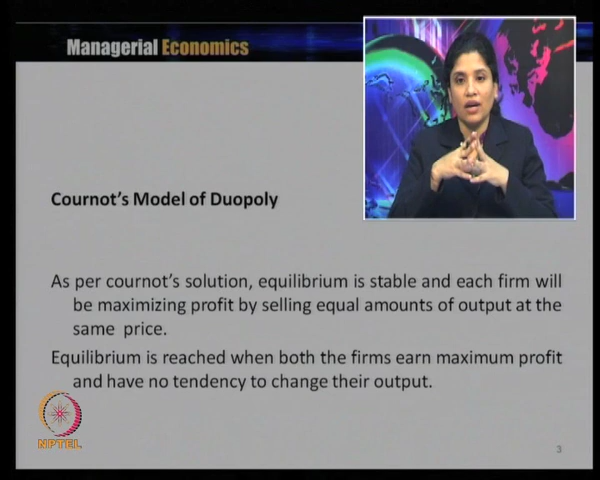 Managerial Economics
Cournot's Model of Duopoly
As per cournot's solution, equilibrium is stable and each firm will
be maximizing profit by selling equal amounts of output at the
same price.
Equilibrium is reached when both the firms earn maximum profit
and have no tendency to change their output.
NPTEL
3